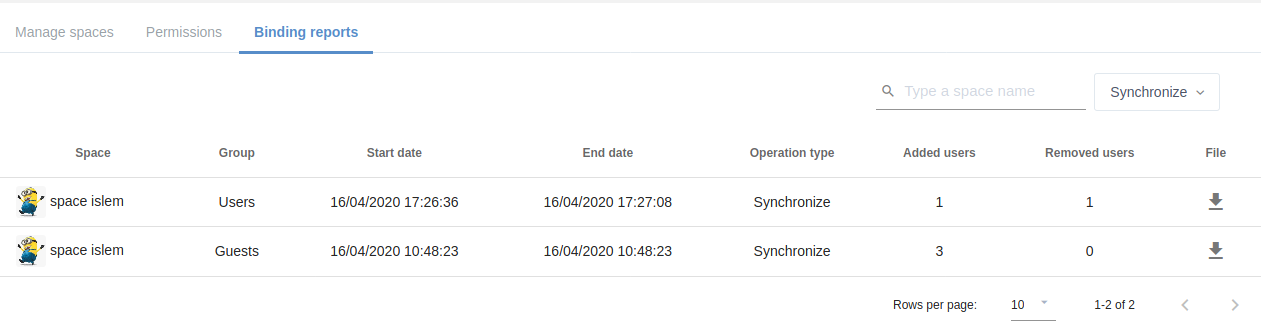 Manage spaces Permissions Binding reports
Type a space name Synchronize
Space Group Start date End date Operation type Added users Removed users File
space islem Users 16/04/2020 17:26:36 16/04/2020 17:27:08 Synchronize 1 1
space islem Guests 16/04/2020 10:48:23 16/04/2020 10:48:23 Synchronize 3 0
Rows per page: 10 1-2 of 2